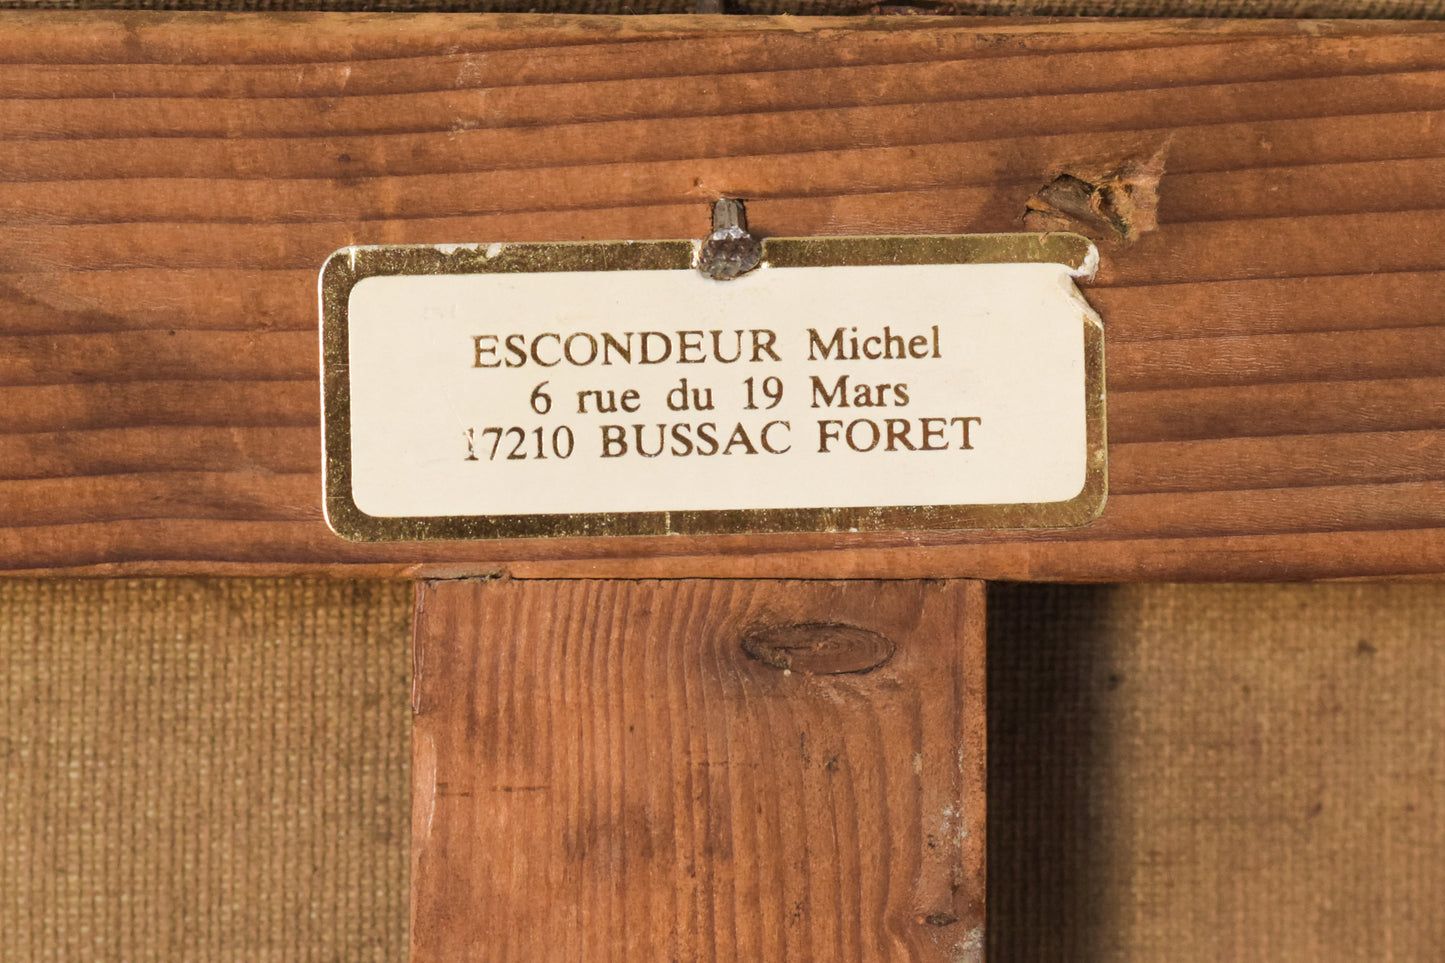 ESCONDEUR Michel
6 rue du 19 Mars
17210 BUSSAC FORET